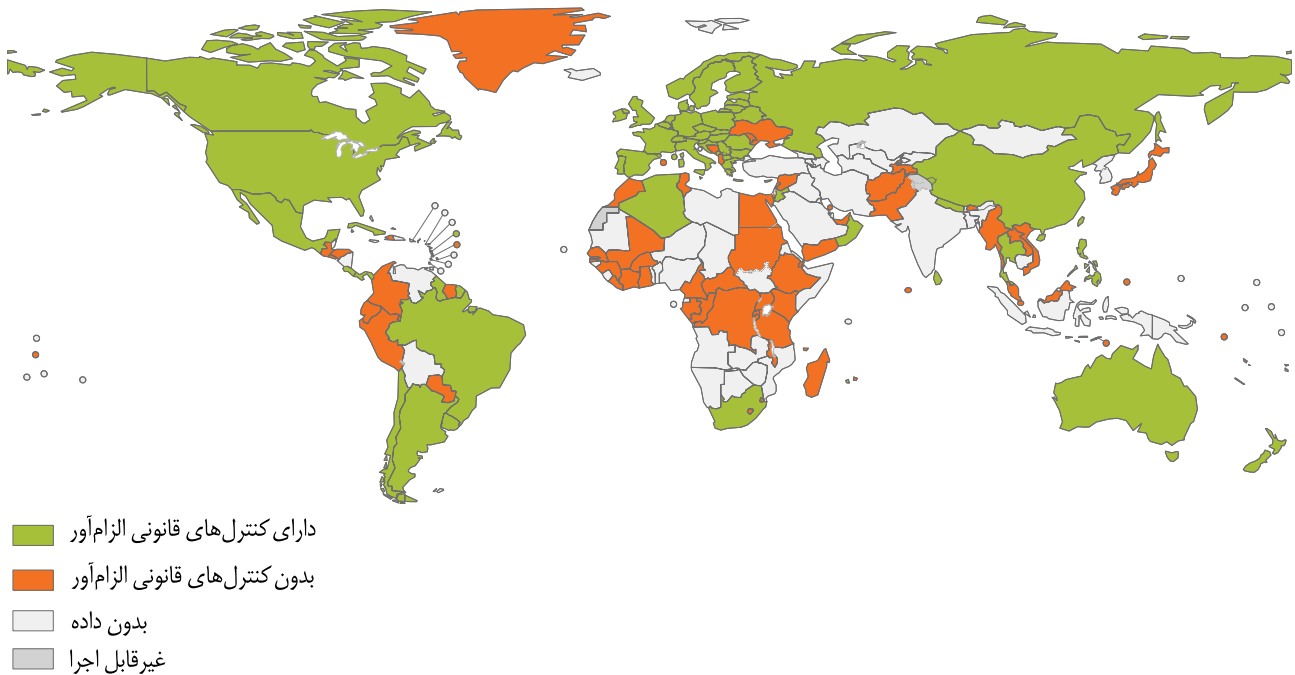 دارای کنترل‌های قانونی الزام‌آور
بدون کنترل‌های قانونی الزام‌آور
بدون داده
غیرقابل اجرا